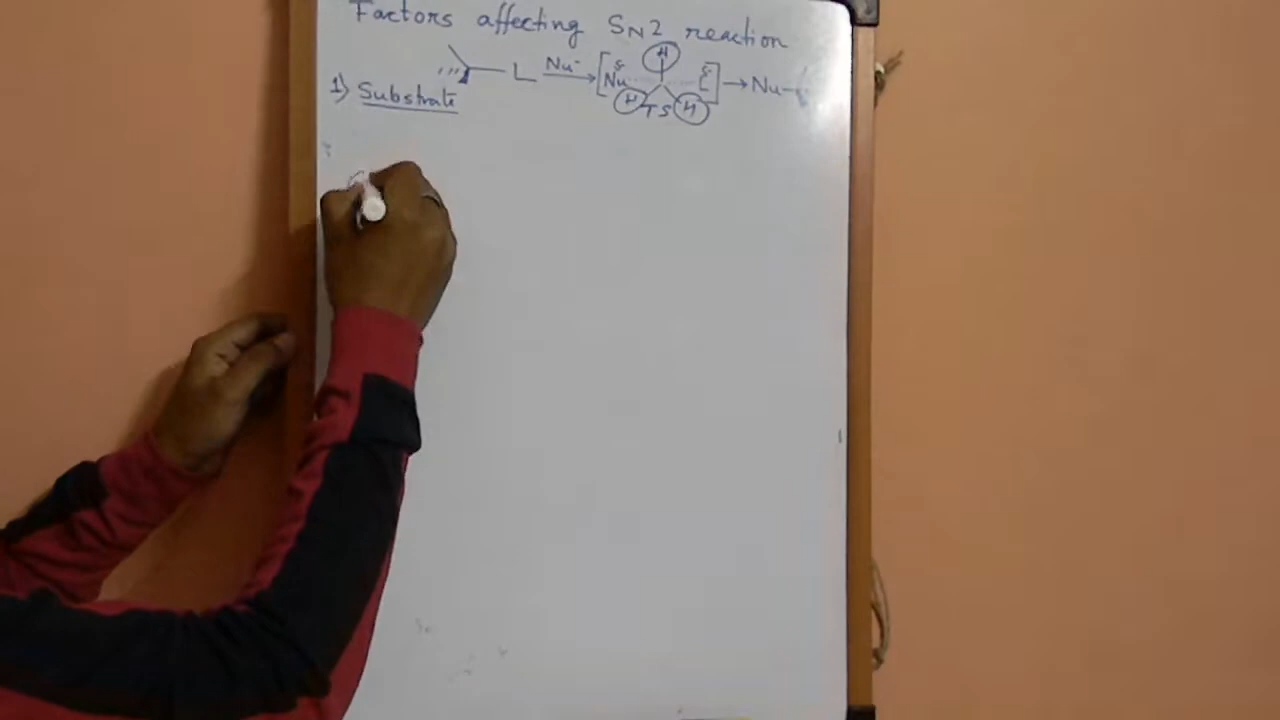 Factors affecting SN2 reaction
L Nu⁻ → [Nu δ H H H L δ] TS → Nu
1) Substrate